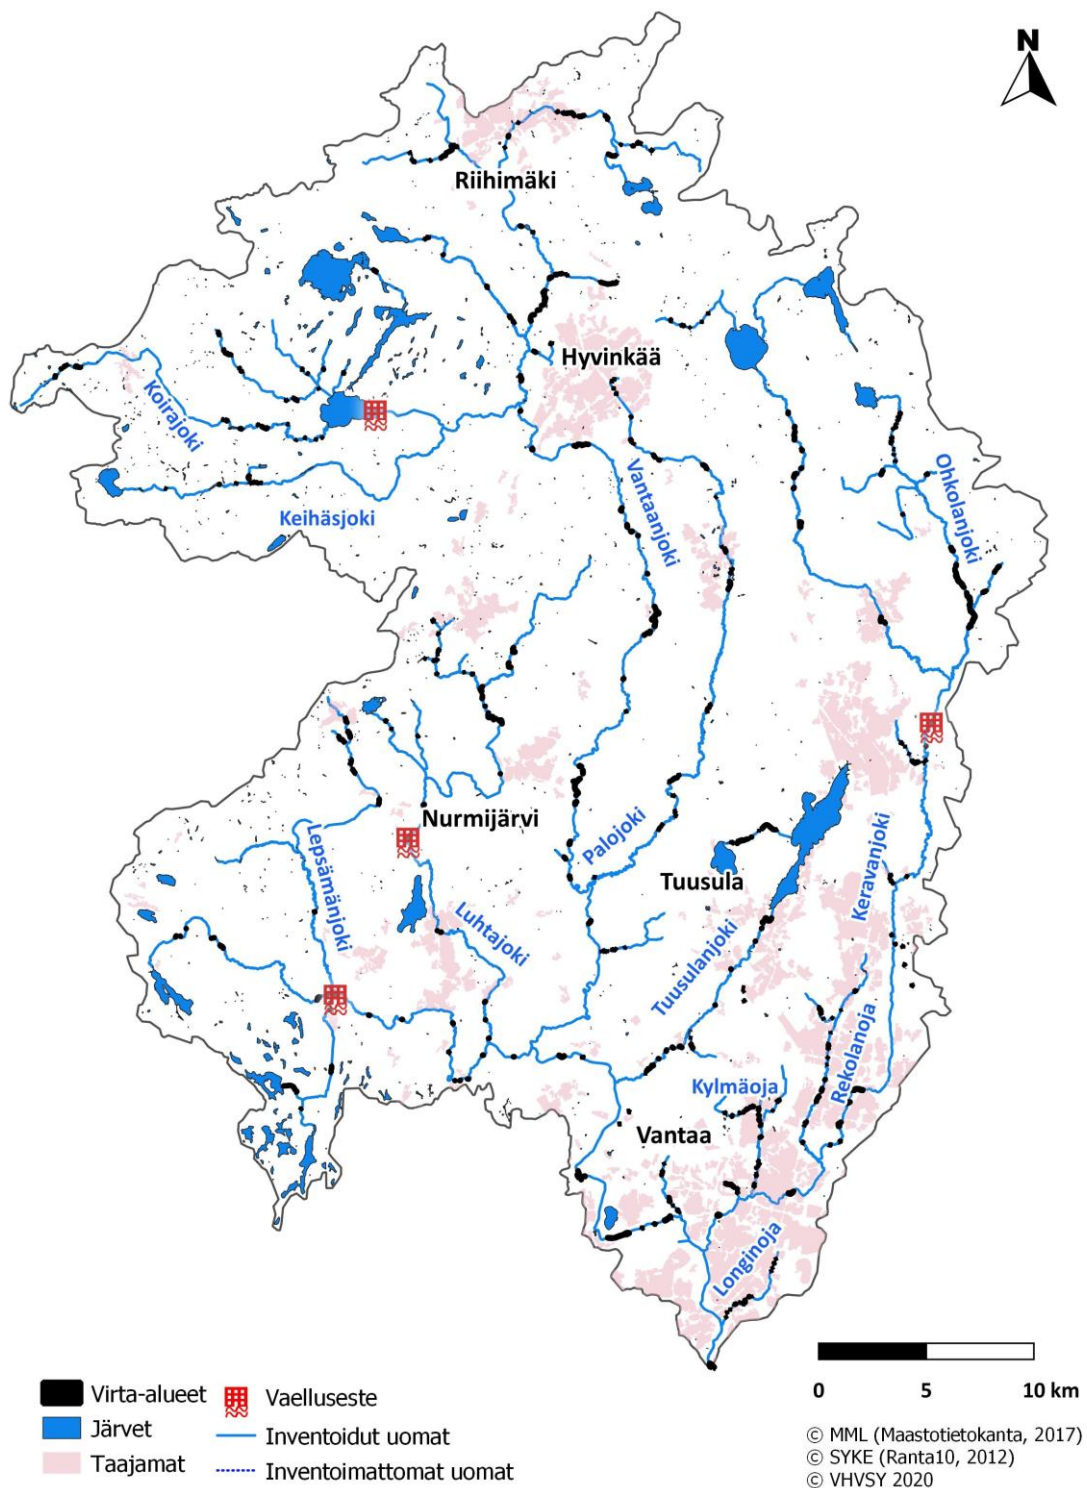 N
Riihimäki
Hyvinkää
Koirajoki
Vantaanjoki
Ohkolanjoki
Keihäsjoki
Nurmijärvi
Palojoki
Lepsämänjoki
Tuusula
Keravanjoki
Luhtajoki
Tuusulanjoki
Rekolanoja
Kylmäoja
Vantaa
Longinoja
0 5 10 km
Virta-alueet
Järvet
Taajamat
Vaelluseste
Inventoidut uomat
Inventoimattomat uomat
© MML (Maastotietokanta, 2017)
© SYKE (Ranta10, 2012)
© VHVSY 2020